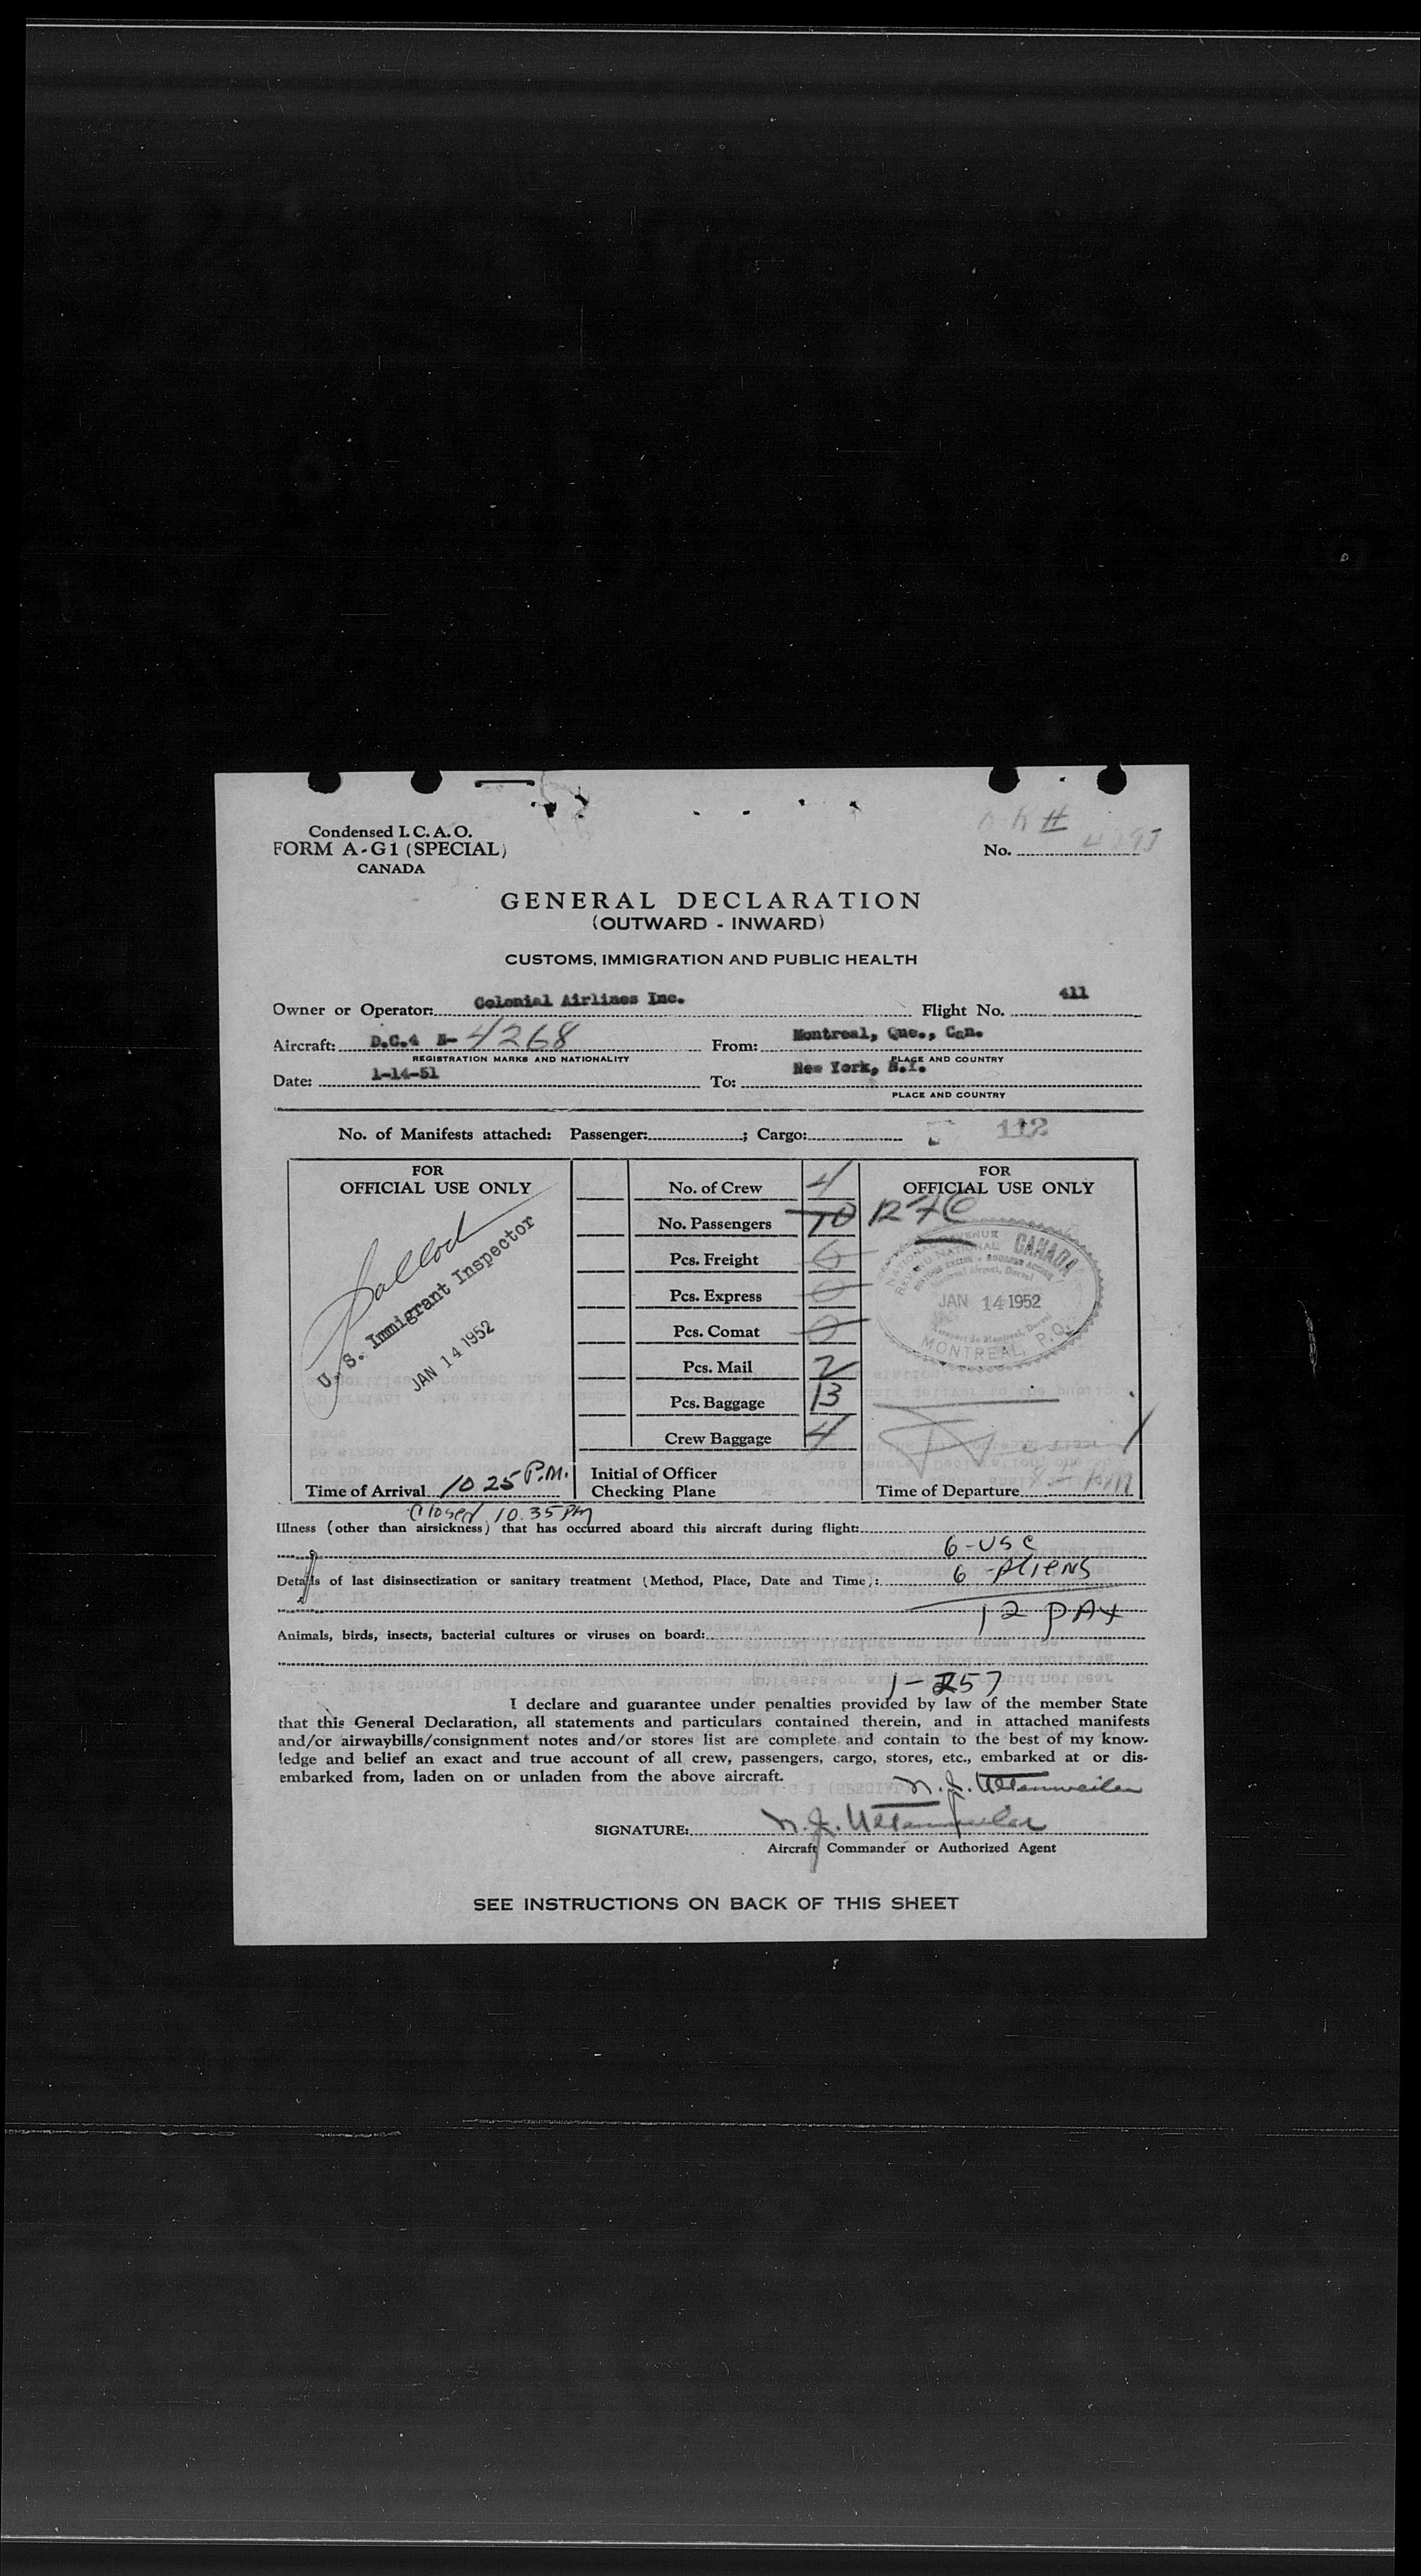 Condensed I. C. A. O.
FORM A-G1 (SPECIAL)
CANADA
No.
GENERAL DECLARATION
(OUTWARD - INWARD)
CUSTOMS, IMMIGRATION AND PUBLIC HEALTH
Owner or Operator: Colonial Airlines Inc. Flight No. 411
Aircraft: D.C.4 N- 4268 From: Montreal, Que., Can.
REGISTRATION MARKS AND NATIONALITY PLACE AND COUNTRY
Date: 1-14-51 To: New York, N.Y.
PLACE AND COUNTRY
No. of Manifests attached: Passenger: ; Cargo: 112
FOR
OFFICIAL USE ONLY
U. S. Immigrant Inspector
JAN 14 1952
Time of Arrival 10 25 P.M.
Closed 10.35 PM
No. of Crew 4
No. Passengers 10 12
Pcs. Freight 0
Pcs. Express 0
Pcs. Comat 0
Pcs. Mail 2
Pcs. Baggage 13
Crew Baggage 4
Initial of Officer
Checking Plane
FOR
OFFICIAL USE ONLY
CANADA
JAN 14 1952
MONTREAL, P.Q.
Time of Departure
Illness (other than airsickness) that has occurred aboard this aircraft during flight:
6-USC
Details of last disinsectization or sanitary treatment (Method, Place, Date and Time,: 6-Aliens
12 PAX
Animals, birds, insects, bacterial cultures or viruses on board:
1-257
I declare and guarantee under penalties provided by law of the member State
that this General Declaration, all statements and particulars contained therein, and in attached manifests
and/or airwaybills/consignment notes and/or stores list are complete and contain to the best of my know-
ledge and belief an exact and true account of all crew, passengers, cargo, stores, etc., embarked at or dis-
embarked from, laden on or unladen from the above aircraft.
N. J. Uttenweiler
SIGNATURE: N. J. Uttenweiler
Aircraft Commander or Authorized Agent
SEE INSTRUCTIONS ON BACK OF THIS SHEET